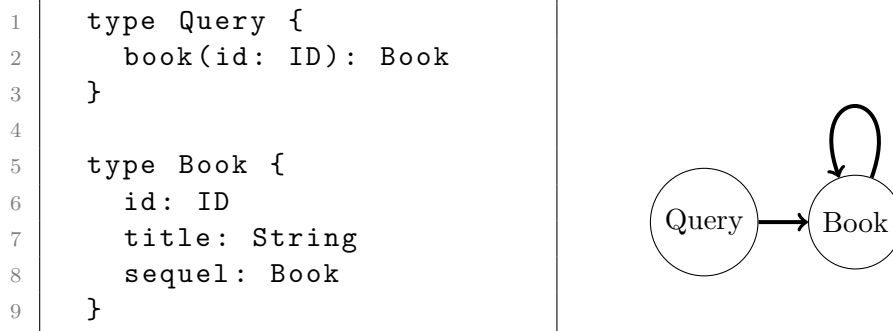 1 type Query {
2   book(id: ID): Book
3 }
4
5 type Book {
6   id: ID
7   title: String
8   sequel: Book
9 }
Query Book